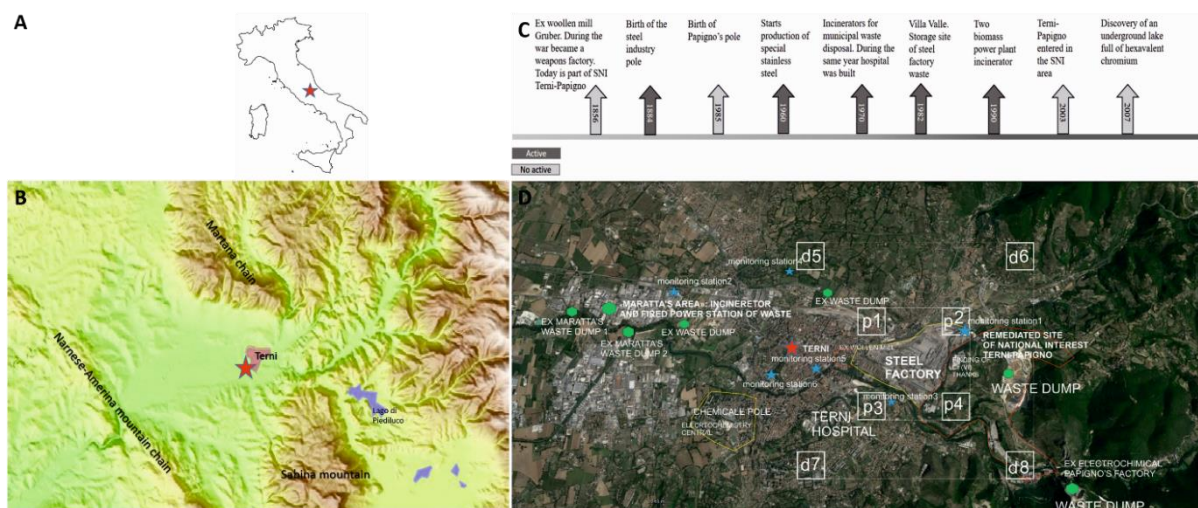 A
C
Ex woollen mill
Gruber. During the
war became a
weapons factory.
Today is part of SNI
Terni-Papigno
Birth of the
steel
industry
pole
Birth of
Papigno's pole
Starts
production of
special
stainless
steel
Incinerators for
municipal waste
disposal. During the
same year hospital
was built
Villa Valle.
Storage site
of steel
factory
waste
Two
biomass
power plant
incinerator
Terni-
Papigno
entered in
the SNI
area
Discovery of an
underground lake
full of hexavalent
chromium
1856
1884
1985
1960
1970
1982
1990
2003
2007
Active
No active
B
Martana chain
Narnese-Amerina mountain chain
Terni
Lago di
Piediluco
Sabina mountain
D
d5
d6
monitoring station4
monitoring station2
EX WASTE DUMP
MARATTA'S AREA : INCINERETOR
AND FIRED POWER STATION OF WASTE
EX MARATTA'S
WASTE DUMP 1
EX WASTE DUMP
EX MARATTA'S
WASTE DUMP 2
p1
p2
monitoring station1
REMEDIATED SITE
OF NATIONAL INTEREST
TERNI-PAPIGNO
TERNI
STEEL
FACTORY
monitoring station5
monitoring station6
WASTE DUMP
p3
monitoring station3
p4
CHEMICALE POLE
ELECTROCHEMISTRY
CENTRAL
TERNI
HOSPITAL
d7
d8
EX ELECTROCHIMICAL
PAPIGNO'S FACTORY
WASTE DUMP